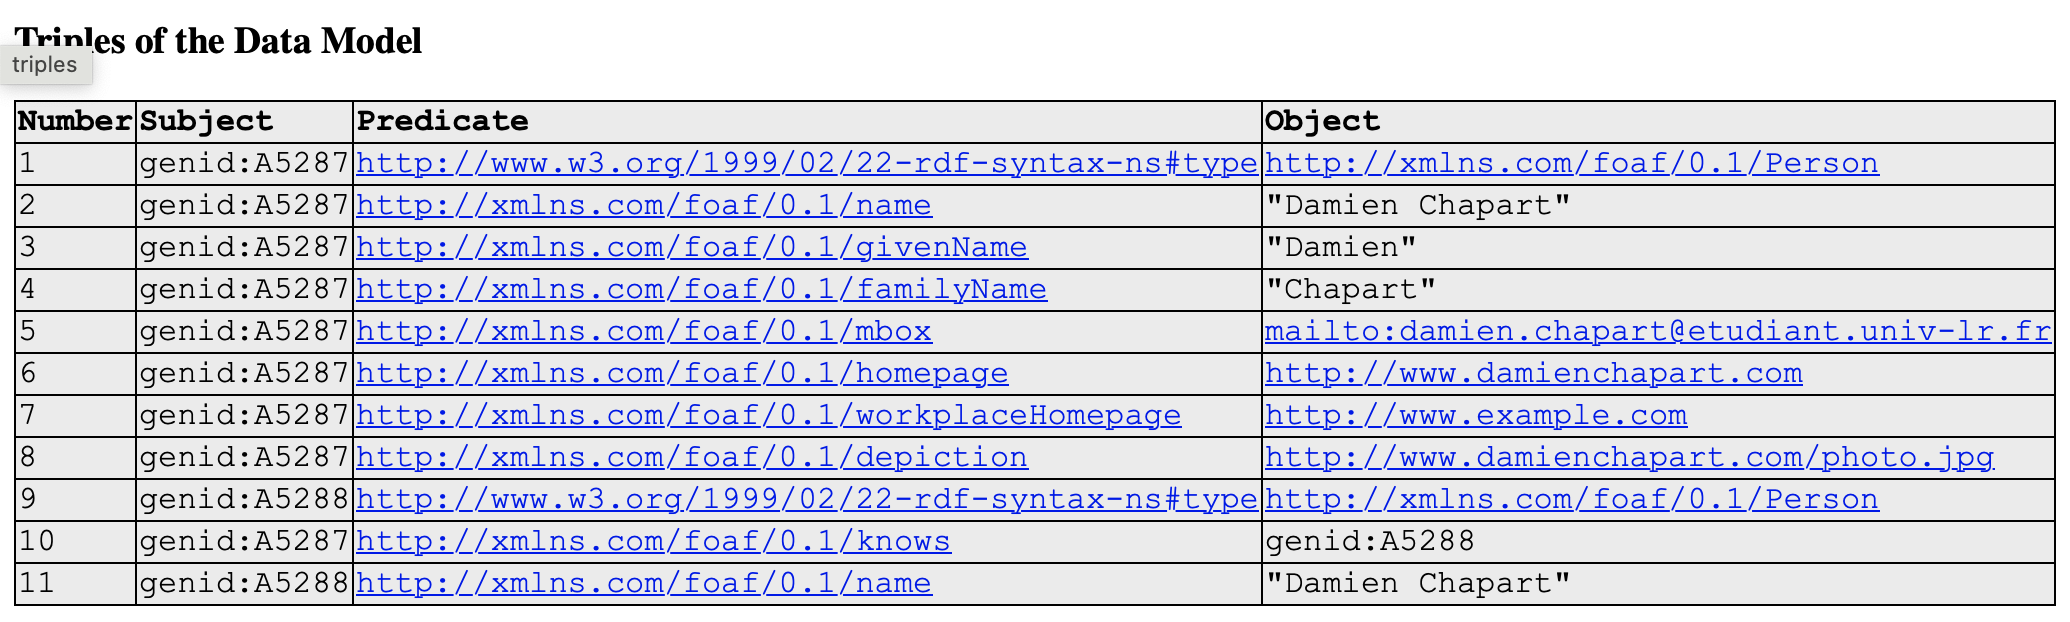 Triples of the Data Model
triples
Number Subject Predicate Object
1 genid:A5287 http://www.w3.org/1999/02/22-rdf-syntax-ns#type http://xmlns.com/foaf/0.1/Person
2 genid:A5287 http://xmlns.com/foaf/0.1/name "Damien Chapart"
3 genid:A5287 http://xmlns.com/foaf/0.1/givenName "Damien"
4 genid:A5287 http://xmlns.com/foaf/0.1/familyName "Chapart"
5 genid:A5287 http://xmlns.com/foaf/0.1/mbox mailto:damien.chapart@etudiant.univ-lr.fr
6 genid:A5287 http://xmlns.com/foaf/0.1/homepage http://www.damienchapart.com
7 genid:A5287 http://xmlns.com/foaf/0.1/workplaceHomepage http://www.example.com
8 genid:A5287 http://xmlns.com/foaf/0.1/depiction http://www.damienchapart.com/photo.jpg
9 genid:A5288 http://www.w3.org/1999/02/22-rdf-syntax-ns#type http://xmlns.com/foaf/0.1/Person
10 genid:A5287 http://xmlns.com/foaf/0.1/knows genid:A5288
11 genid:A5288 http://xmlns.com/foaf/0.1/name "Damien Chapart"